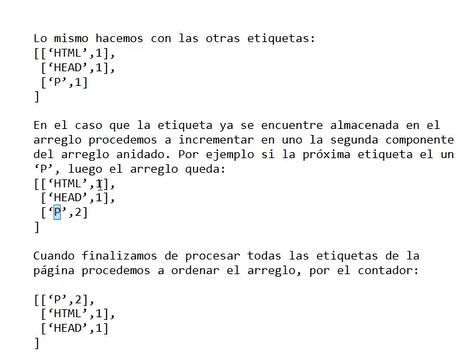 Lo mismo hacemos con las otras etiquetas:
[[‘HTML’,1],
[‘HEAD’,1],
[‘P’,1]
]
En el caso que la etiqueta ya se encuentre almacenada en el
arreglo procedemos a incrementar en uno la segunda componente
del arreglo anidado. Por ejemplo si la próxima etiqueta el un
‘P’, luego el arreglo queda:
[[‘HTML’,1],
[‘HEAD’,1],
[‘P’,2]
]
Cuando finalizamos de procesar todas las etiquetas de la
página procedemos a ordenar el arreglo, por el contador:
[[‘P’,2],
[‘HTML’,1],
[‘HEAD’,1]
]